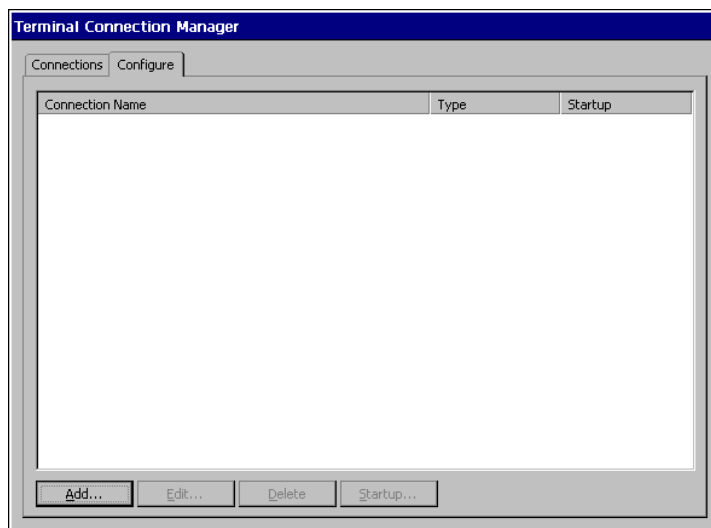 Terminal Connection Manager
Connections Configure
Connection Name Type Startup
Add... Edit... Delete Startup...